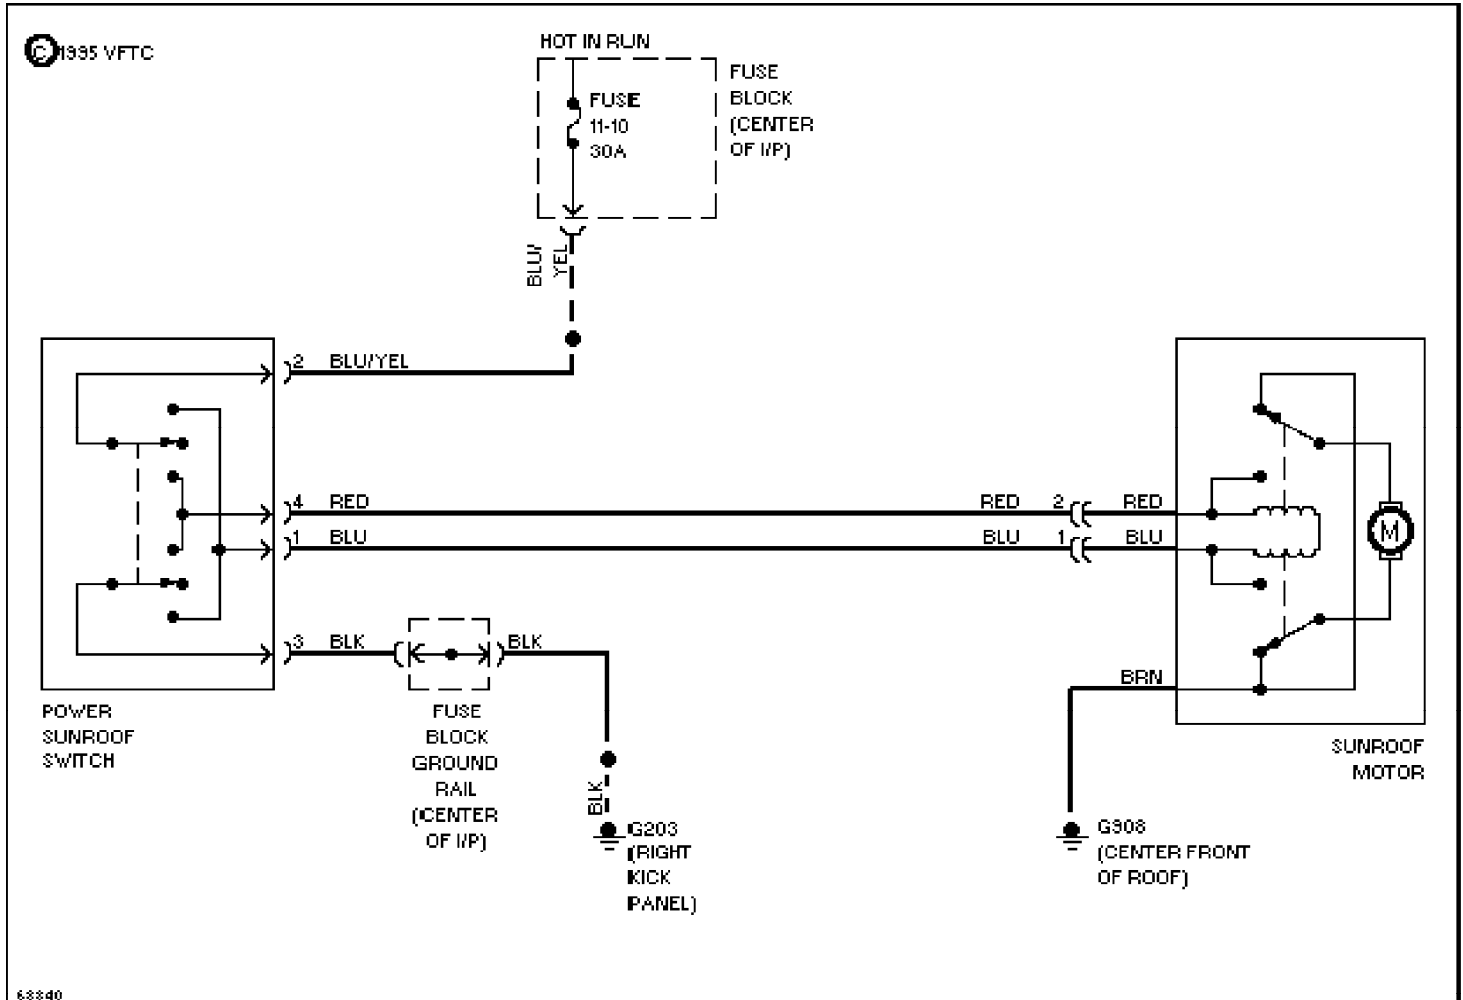 © 1995 VFTC
HOT IN RUN
FUSE
11-10
30A
FUSE
BLOCK
(CENTER
OF I/P)
BLU/
YEL
2 BLU/YEL
4 RED
RED 2 RED
1 BLU
BLU 1 BLU
M
3 BLK
BLK
BRN
POWER
SUNROOF
SWITCH
FUSE
BLOCK
GROUND
RAIL
(CENTER
OF I/P)
BLK
G203
(RIGHT
KICK
PANEL)
SUNROOF
MOTOR
G908
(CENTER FRONT
OF ROOF)
68840